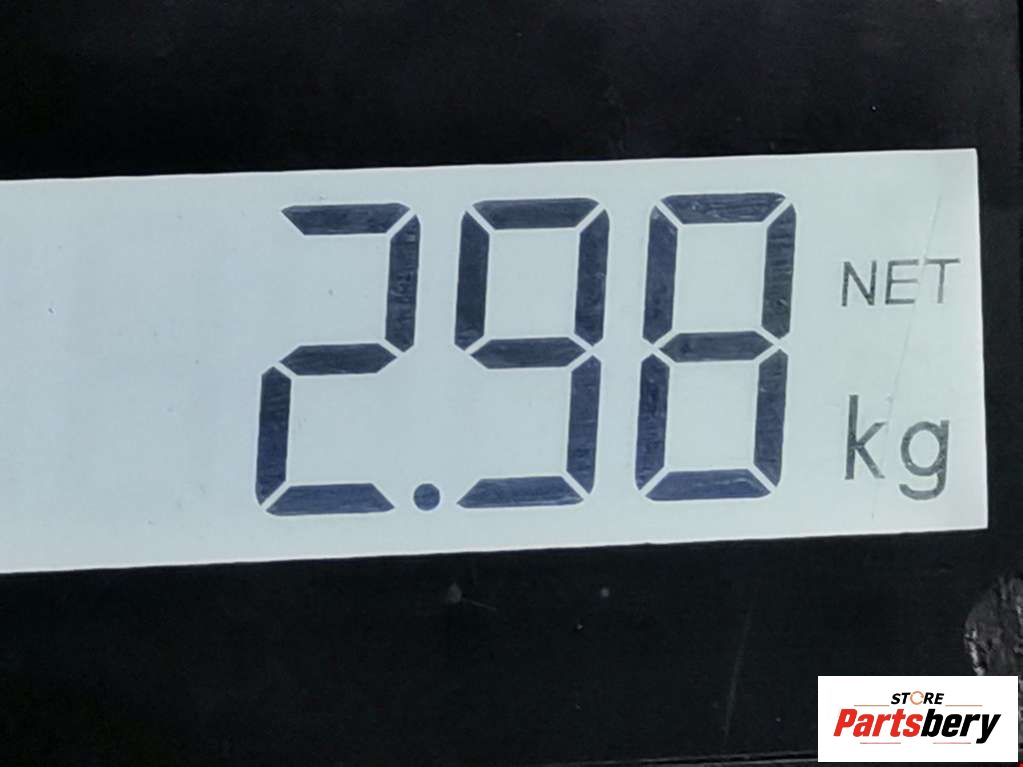 2.98
NET
kg
STORE
Partsbery